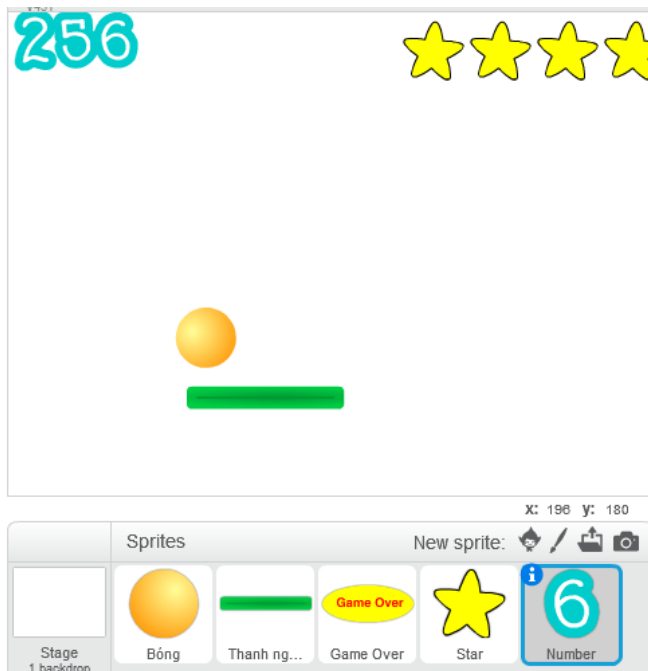 256
x: 196 y: 180
Sprites
New sprite:
Game Over
6
Stage
1 backdrop
Bóng
Thanh ng...
Game Over
Star
Number